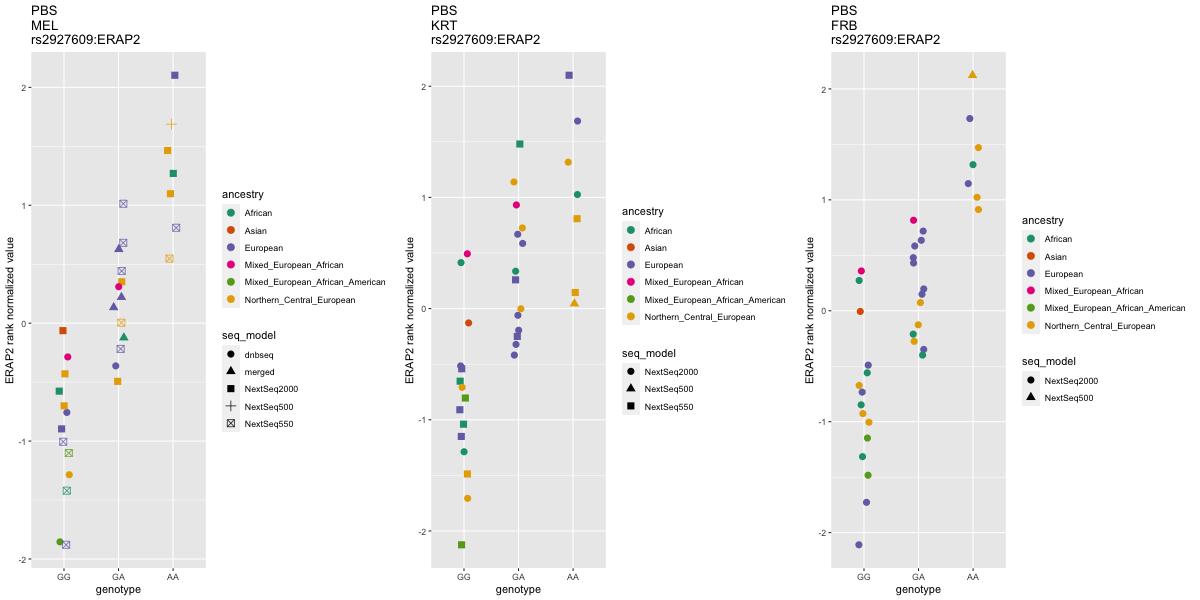 PBS
MEL
rs2927609:ERAP2
ERAP2 rank normalized value
2
1
0
-1
-2
GG
GA
AA
genotype
ancestry
African
Asian
European
Mixed_European_African
Mixed_European_African_American
Northern_Central_European
seq_model
dnbseq
merged
NextSeq2000
NextSeq500
NextSeq550
PBS
KRT
rs2927609:ERAP2
ERAP2 rank normalized value
2
1
0
-1
-2
GG
GA
AA
genotype
ancestry
African
Asian
European
Mixed_European_African
Mixed_European_African_American
Northern_Central_European
seq_model
NextSeq2000
NextSeq500
NextSeq550
PBS
FRB
rs2927609:ERAP2
ERAP2 rank normalized value
2
1
0
-1
-2
GG
GA
AA
genotype
ancestry
African
Asian
European
Mixed_European_African
Mixed_European_African_American
Northern_Central_European
seq_model
NextSeq2000
NextSeq500